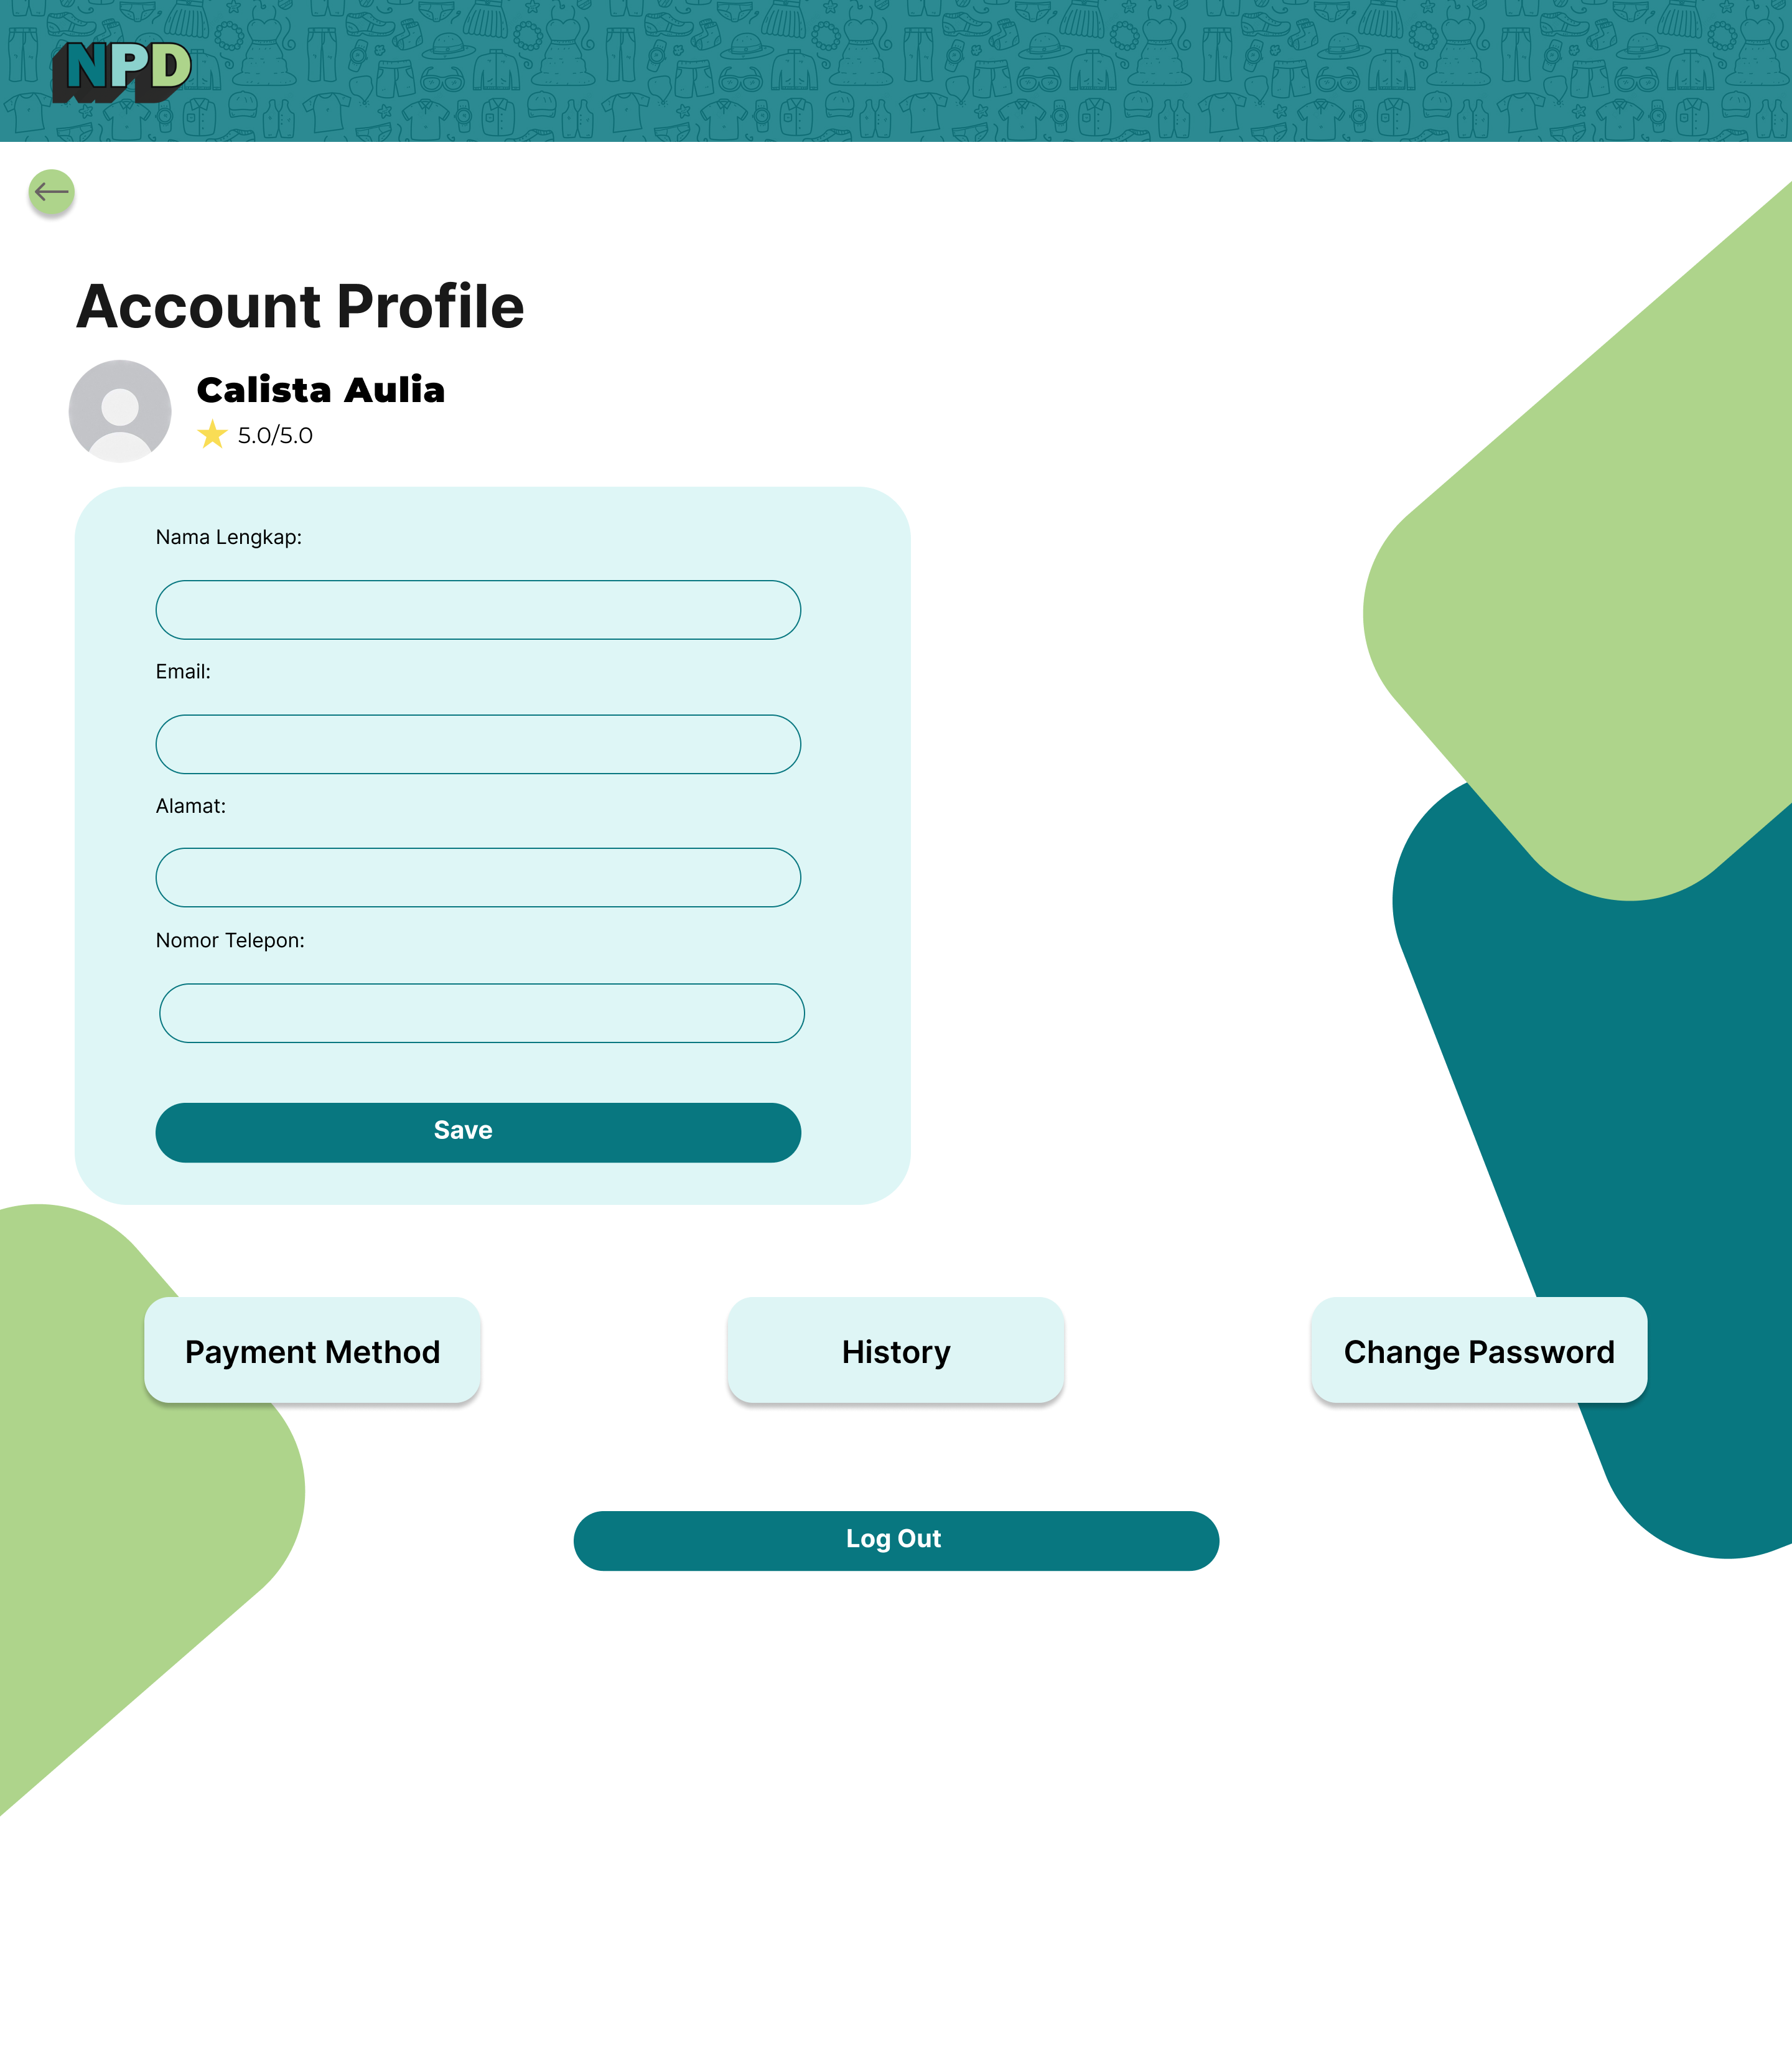 NPD
Account Profile
Calista Aulia
5.0/5.0
Nama Lengkap:
Email:
Alamat:
Nomor Telepon:
Save
Payment Method
History
Change Password
Log Out